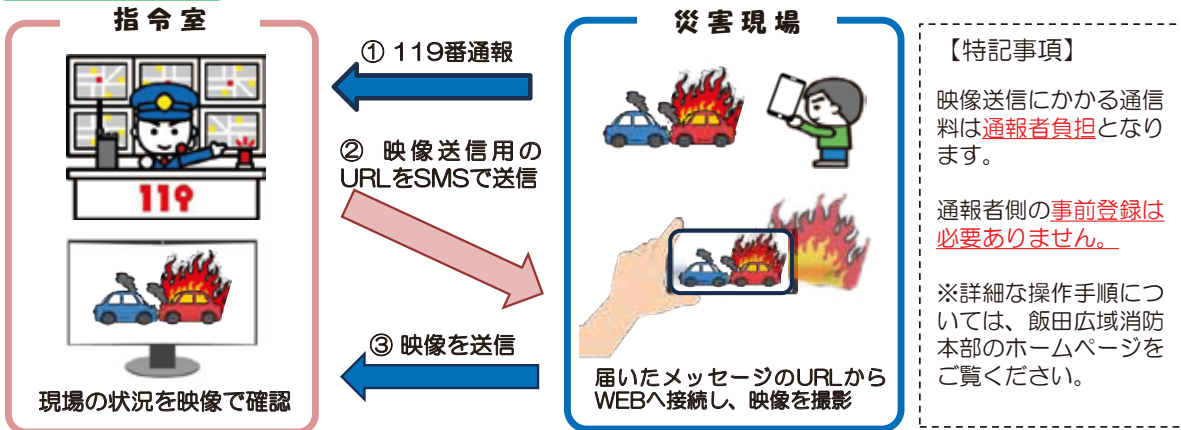 指令室
119
現場の状況を映像で確認
① 119番通報
② 映像送信用の
URLをSMSで送信
③ 映像を送信
災害現場
届いたメッセージのURLから
WEBへ接続し、映像を撮影
【特記事項】
映像送信にかかる通信
料は通報者負担となり
ます。
通報者側の事前登録は
必要ありません。
※詳細な操作手順につ
いては、飯田広域消防
本部のホームページを
ご覧ください。